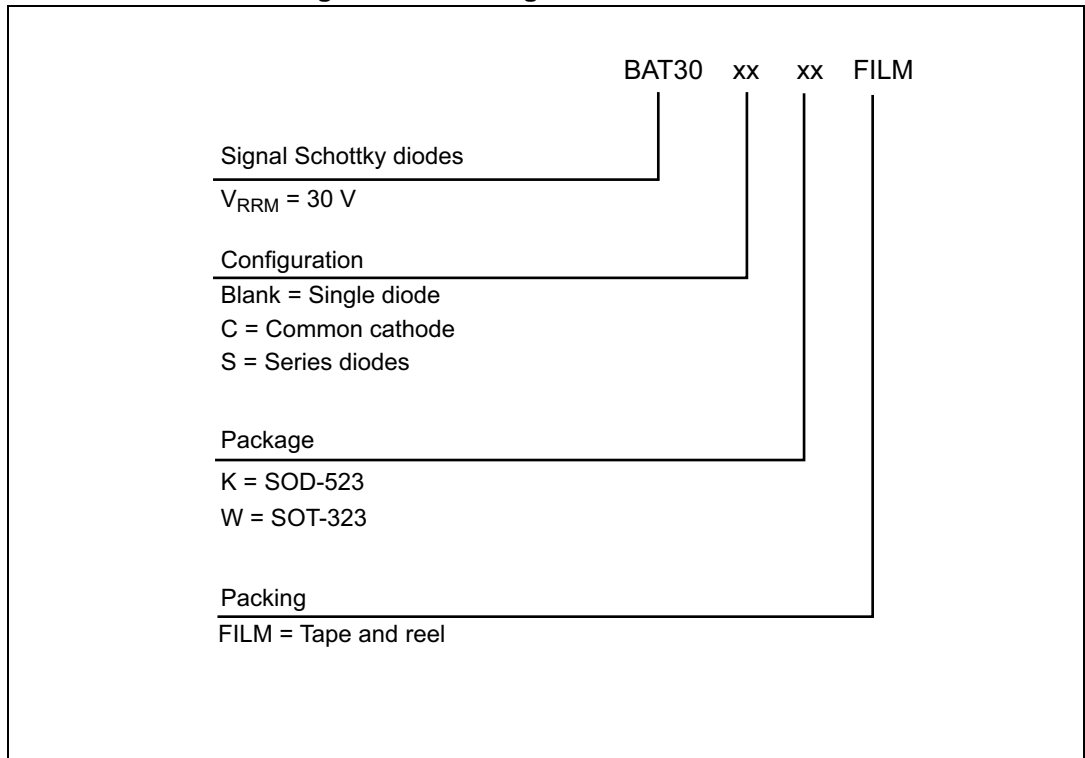 BAT30 xx xx FILM
Signal Schottky diodes
VRRM = 30 V
Configuration
Blank = Single diode
C = Common cathode
S = Series diodes
Package
K = SOD-523
W = SOT-323
Packing
FILM = Tape and reel